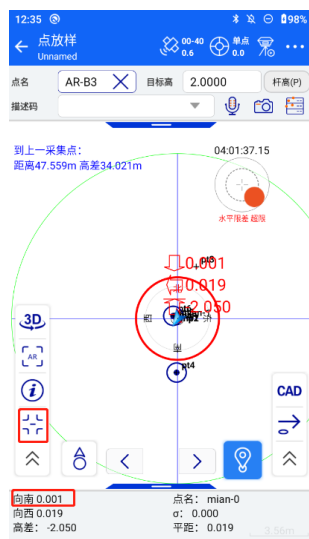 12:35 98%
点放样
Unnamed
00-40
0.6
单点
0.0
点名 AR-B3 目标高 2.0000 杆高(P)
描述码
到上一采集点:
距离47.559m 高差34.021m
04:01:37.15
水平限差 超限
pt3
0.001
0.019
-2.050
西
东
南
pt4
3D
AR
CAD
向南 0.001
向西 0.019
高差: -2.050
点名: mian-0
σ: 0.000
平距: 0.019
3.56m